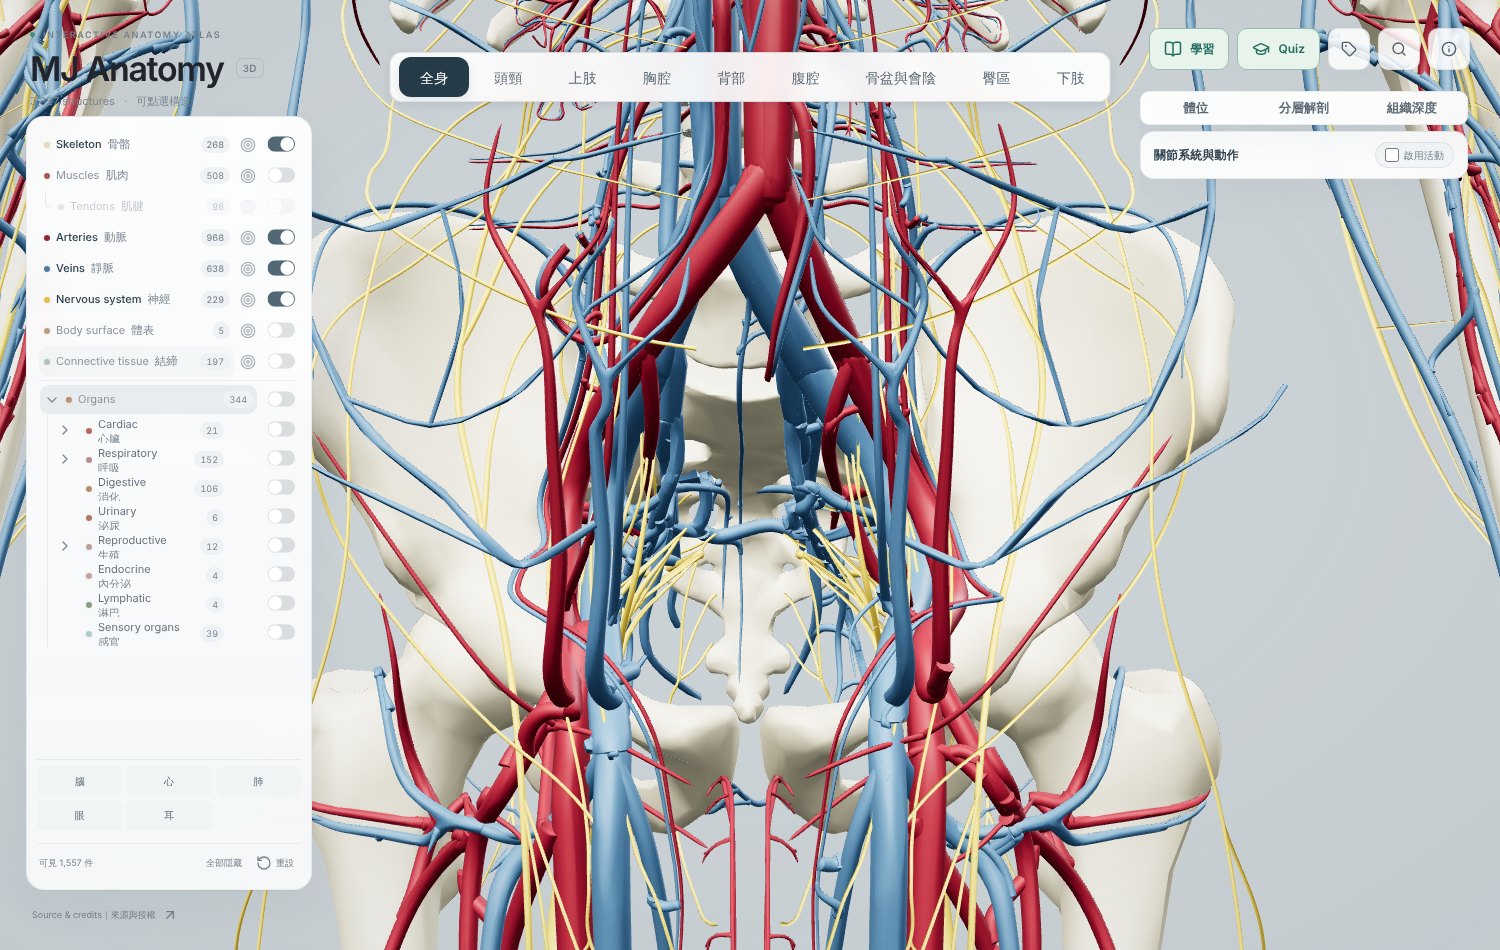 INTERACTIVE ANATOMY ATLAS
MJ Anatomy 3D
structures · 可點選構造
全身 頭頸 上肢 胸腔 背部 腹腔 骨盆與會陰 臀區 下肢
學習 Quiz
體位 分層解剖 組織深度
關節系統與動作 啟用活動
Skeleton 骨骼 268
Muscles 肌肉 508
Tendons 肌腱 98
Arteries 動脈 968
Veins 靜脈 638
Nervous system 神經 229
Body surface 體表 5
Connective tissue 結締 197
Organs 344
Cardiac 21
心臟
Respiratory 152
呼吸
Digestive 106
消化
Urinary 6
泌尿
Reproductive 12
生殖
Endocrine 4
內分泌
Lymphatic 4
淋巴
Sensory organs 39
感官
腦 心 肺
眼 耳
可見 1,557 件 全部隱藏 重設
Source & credits | 來源與授權